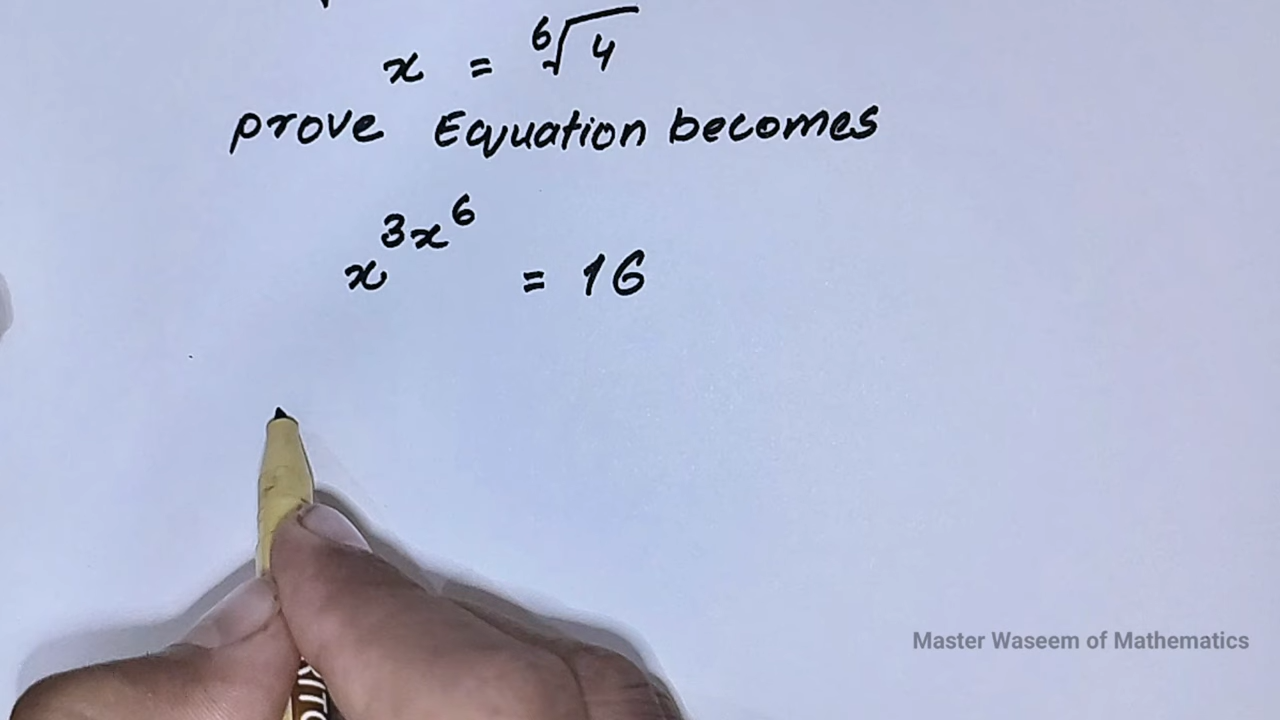 x = ⁶√4
prove Equation becomes
x^{3x^6} = 16
Master Waseem of Mathematics